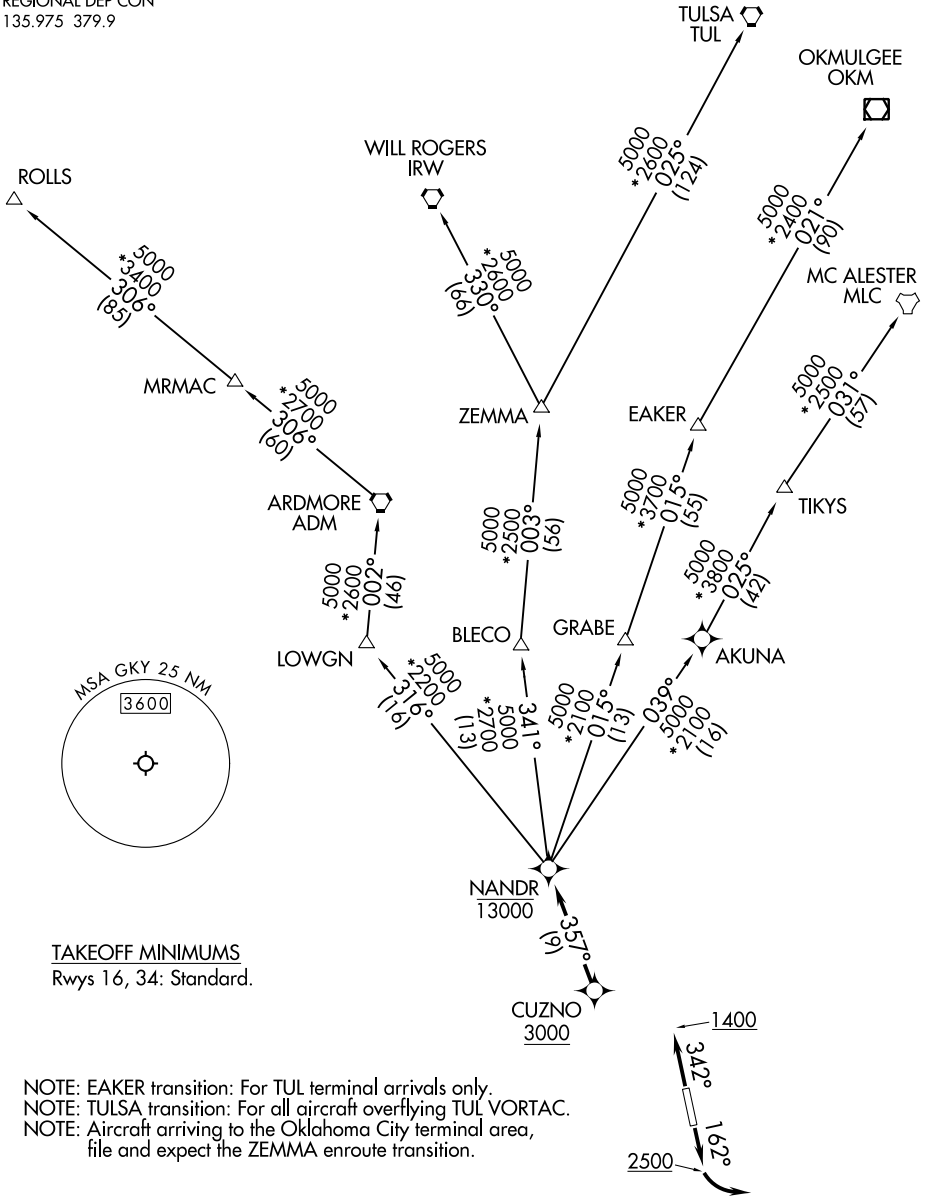 REGIONAL DEP CON
135.975 379.9
TULSA
TUL
OKMULGEE
OKM
WILL ROGERS
IRW
ROLLS
5000
*2600
025°
(124)
5000
*2400
021°
(90)
MC ALESTER
MLC
5000
*3400
306°
(85)
5000
*2600
330°
(66)
MRMAC
5000
*2700
306°
(60)
ZEMMA
EAKER
5000
*2500
031°
(57)
ARDMORE
ADM
5000
*2500
003°
(56)
5000
*3700
015°
(55)
TIKYS
5000
*2600
002°
(46)
5000
*3800
025°
(42)
LOWGN
BLECO
GRABE
AKUNA
MSA GKY 25 NM
3600
5000
*2200
316°
(16)
341°
5000
*2700
(13)
5000
*2100
015°
(13)
039°
5000
*2100
(16)
NANDR
13000
357°
(9)
TAKEOFF MINIMUMS
Rwys 16, 34: Standard.
CUZNO
3000
1400
342°
162°
2500
NOTE: EAKER transition: For TUL terminal arrivals only.
NOTE: TULSA transition: For all aircraft overflying TUL VORTAC.
NOTE: Aircraft arriving to the Oklahoma City terminal area,
file and expect the ZEMMA enroute transition.